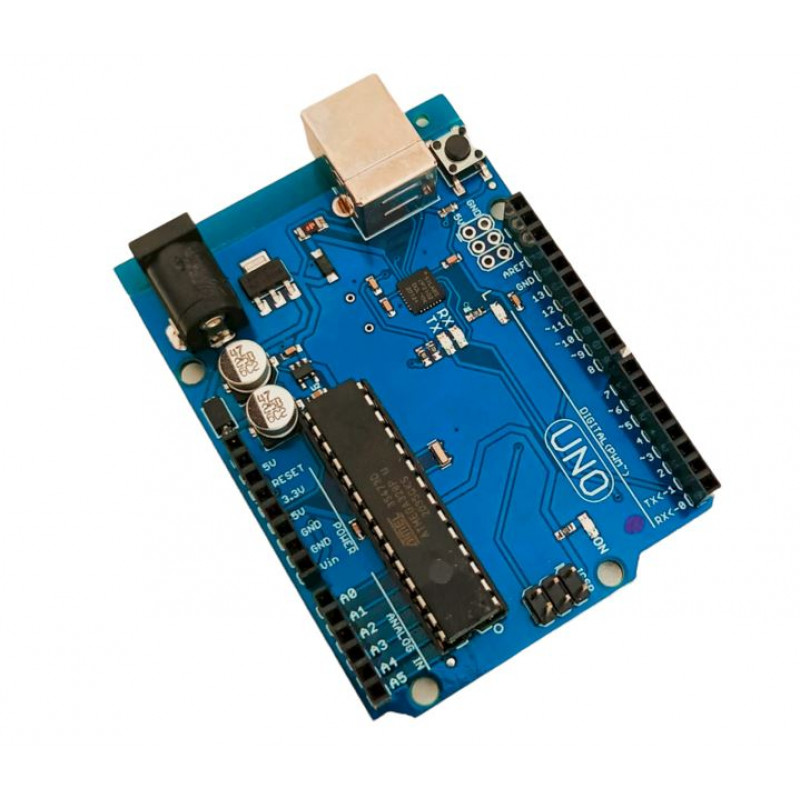 GND
5V
AREF
GND
13
12
~11
~10
~9
8
7
~6
~5
4
~3
2
TX→1
RX←0
DIGITAL(PWM~)
UNO
RX
TX
ON
ICSP
47
47
5V
RESET
3.3V
5V
GND
GND
Vin
POWER
A0
A1
A2
A3
A4
A5
ANALOG IN
ATMEL
ATMEGA328P